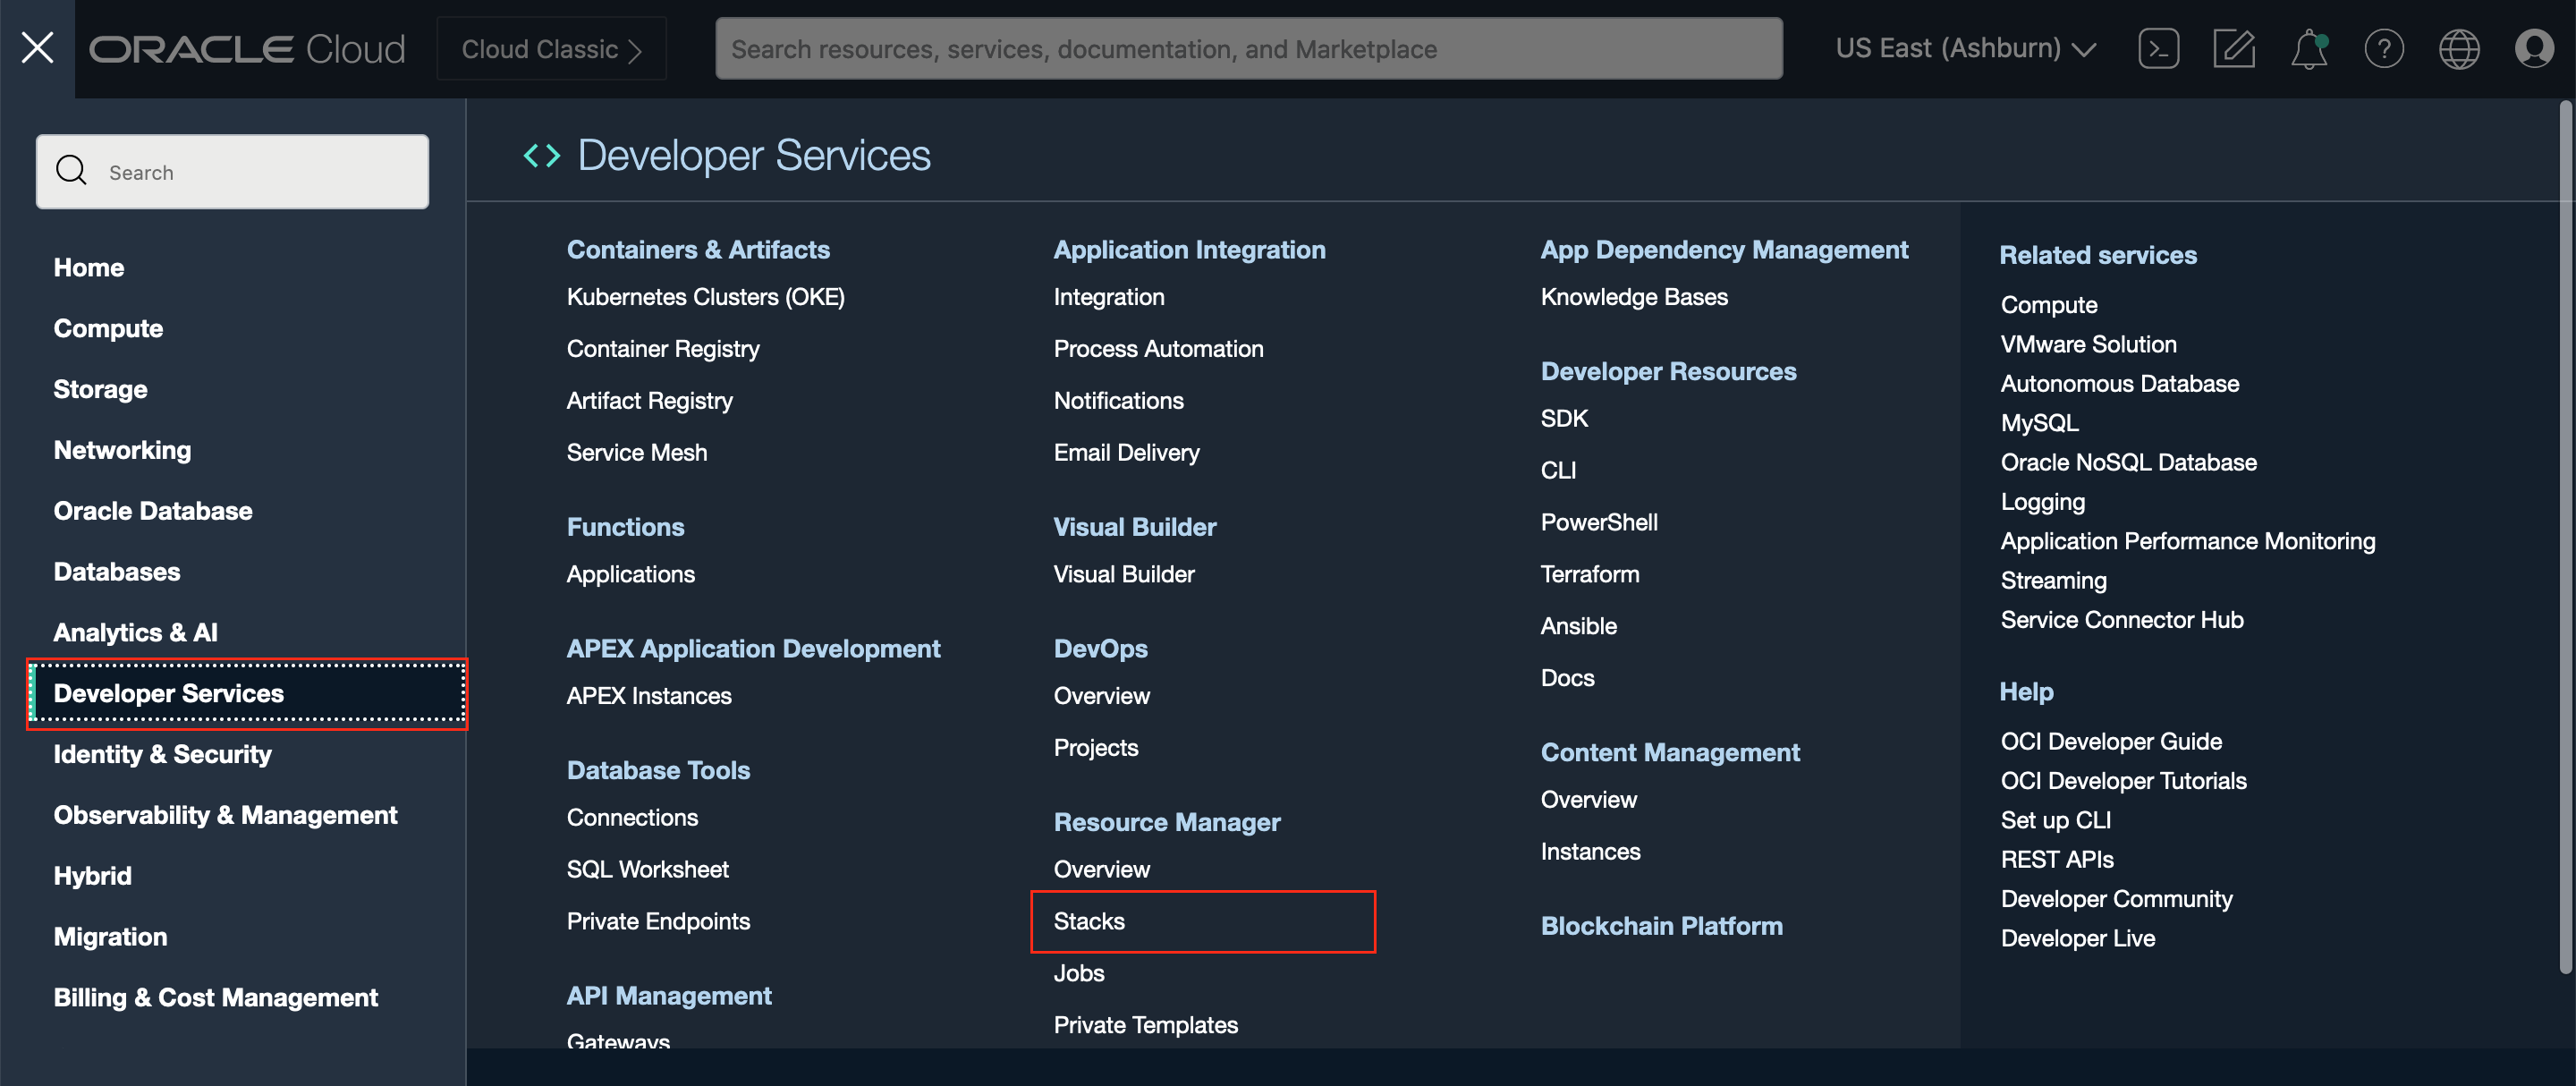 ORACLE Cloud
Cloud Classic
Search resources, services, documentation, and Marketplace
US East (Ashburn)
Search
Home
Compute
Storage
Networking
Oracle Database
Databases
Analytics & AI
Developer Services
Identity & Security
Observability & Management
Hybrid
Migration
Billing & Cost Management
Developer Services
Containers & Artifacts
Kubernetes Clusters (OKE)
Container Registry
Artifact Registry
Service Mesh
Functions
Applications
APEX Application Development
APEX Instances
Database Tools
Connections
SQL Worksheet
Private Endpoints
API Management
Gateways
Application Integration
Integration
Process Automation
Notifications
Email Delivery
Visual Builder
Visual Builder
DevOps
Overview
Projects
Resource Manager
Overview
Stacks
Jobs
Private Templates
App Dependency Management
Knowledge Bases
Developer Resources
SDK
CLI
PowerShell
Terraform
Ansible
Docs
Content Management
Overview
Instances
Blockchain Platform
Related services
Compute
VMware Solution
Autonomous Database
MySQL
Oracle NoSQL Database
Logging
Application Performance Monitoring
Streaming
Service Connector Hub
Help
OCI Developer Guide
OCI Developer Tutorials
Set up CLI
REST APIs
Developer Community
Developer Live